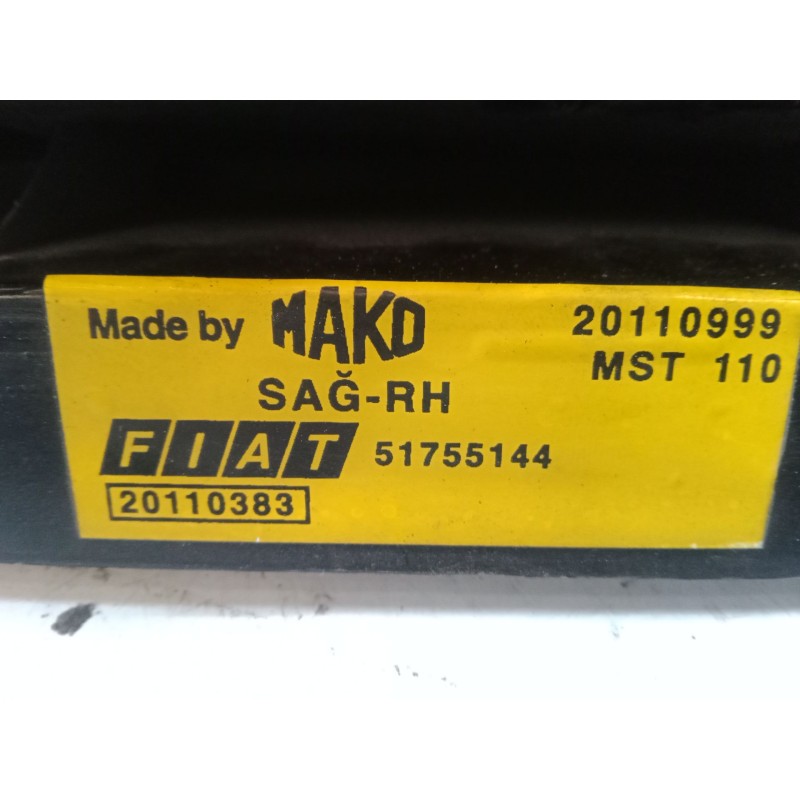 Made by MAKO 20110999
MST 110
SAĞ-RH
FIAT 51755144
20110383